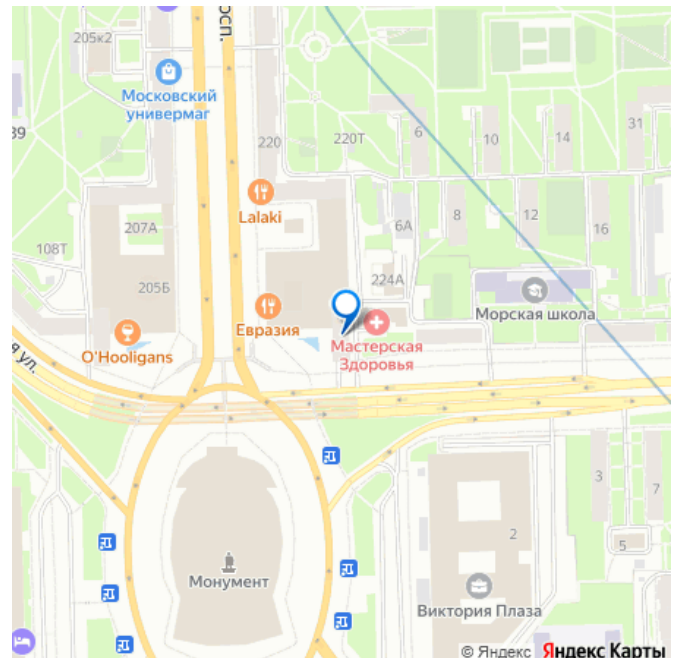 205к2
осп.
Московский
универмаг
39
220
220Т
6
10
14
31
Lalaki
207А
6А
8
12
16
108Т
205Б
224А
Евразия
Морская школа
O'Hooligans
Мастерская
Здоровья
я ул.
3
7
2
5
Монумент
Виктория Плаза
© Яндекс Яндекс Карты